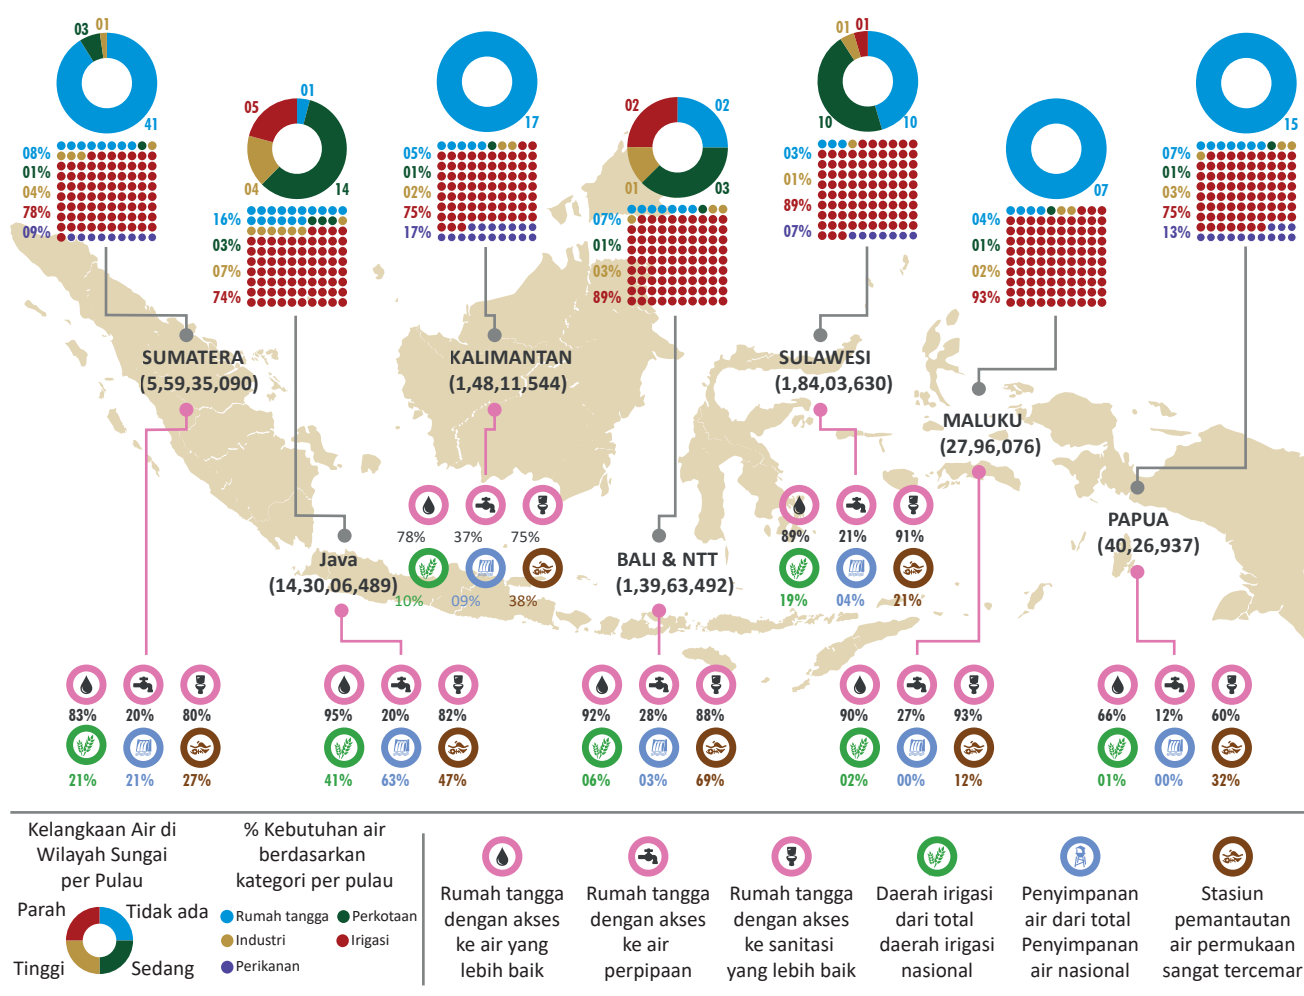 03 01
41
08%
01%
04%
78%
09%
SUMATERA
(5,59,35,090)
83% 20% 80%
21% 21% 27%
01
05
04 14
16%
03%
07%
74%
Java
(14,30,06,489)
95% 20% 82%
41% 63% 47%
17
05%
01%
02%
75%
17%
KALIMANTAN
(1,48,11,544)
78% 37% 75%
10% 09% 38%
02 02
01 03
07%
01%
03%
89%
BALI & NTT
(1,39,63,492)
92% 28% 88%
06% 03% 69%
01 01
10 10
03%
01%
89%
07%
SULAWESI
(1,84,03,630)
89% 21% 91%
19% 04% 21%
07
04%
01%
02%
93%
MALUKU
(27,96,076)
90% 27% 93%
02% 00% 12%
15
07%
01%
03%
75%
13%
PAPUA
(40,26,937)
66% 12% 60%
01% 00% 32%
Kelangkaan Air di
Wilayah Sungai
per Pulau
Parah Tidak ada
Tinggi Sedang
% Kebutuhan air
berdasarkan
kategori per pulau
Rumah tangga Perkotaan
Industri Irigasi
Perikanan
Rumah tangga
dengan akses
ke air yang
lebih baik
Rumah tangga
dengan akses
ke air
perpipaan
Rumah tangga
dengan akses
ke sanitasi
yang lebih baik
Daerah irigasi
dari total
daerah irigasi
nasional
Penyimpanan
air dari total
Penyimpanan
air nasional
Stasiun
pemantautan
air permukaan
sangat tercemar